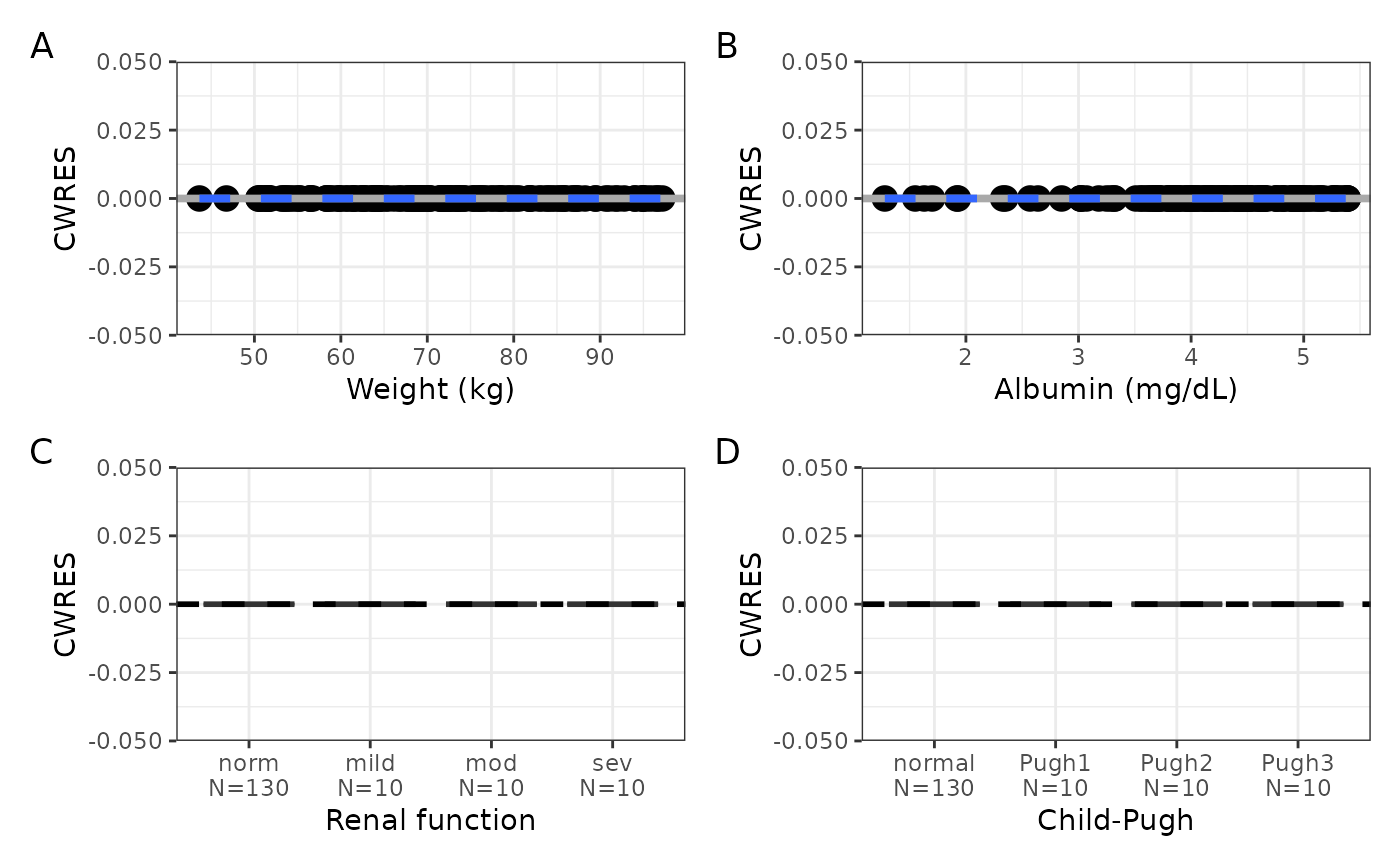 A
CWRES
0.050
0.025
0.000
-0.025
-0.050
50 60 70 80 90
Weight (kg)
B
CWRES
0.050
0.025
0.000
-0.025
-0.050
2 3 4 5
Albumin (mg/dL)
C
CWRES
0.050
0.025
0.000
-0.025
-0.050
norm mild mod sev
N=130 N=10 N=10 N=10
Renal function
D
CWRES
0.050
0.025
0.000
-0.025
-0.050
normal Pugh1 Pugh2 Pugh3
N=130 N=10 N=10 N=10
Child-Pugh